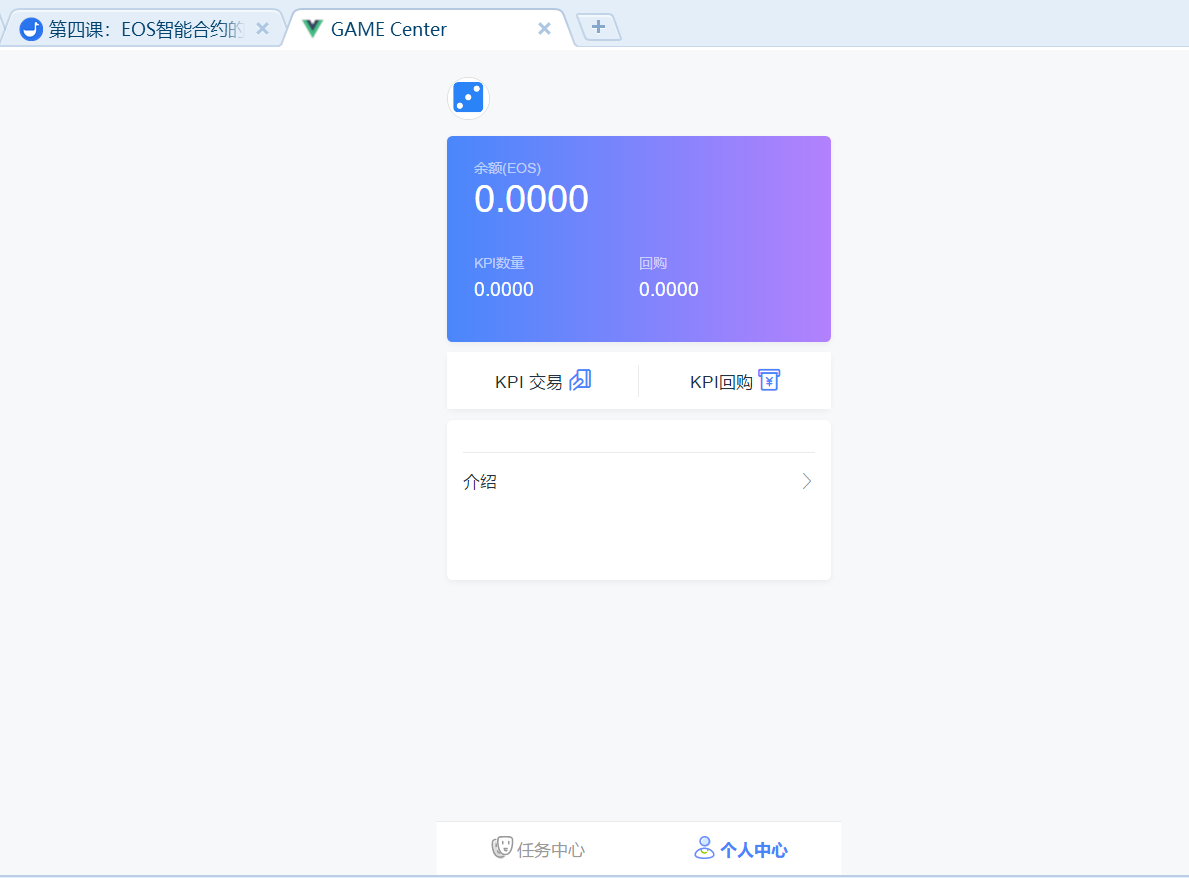 第四课：EOS智能合约的
GAME Center
余额(EOS)
0.0000
KPI数量
回购
0.0000
0.0000
KPI 交易
KPI回购
介绍
任务中心
个人中心